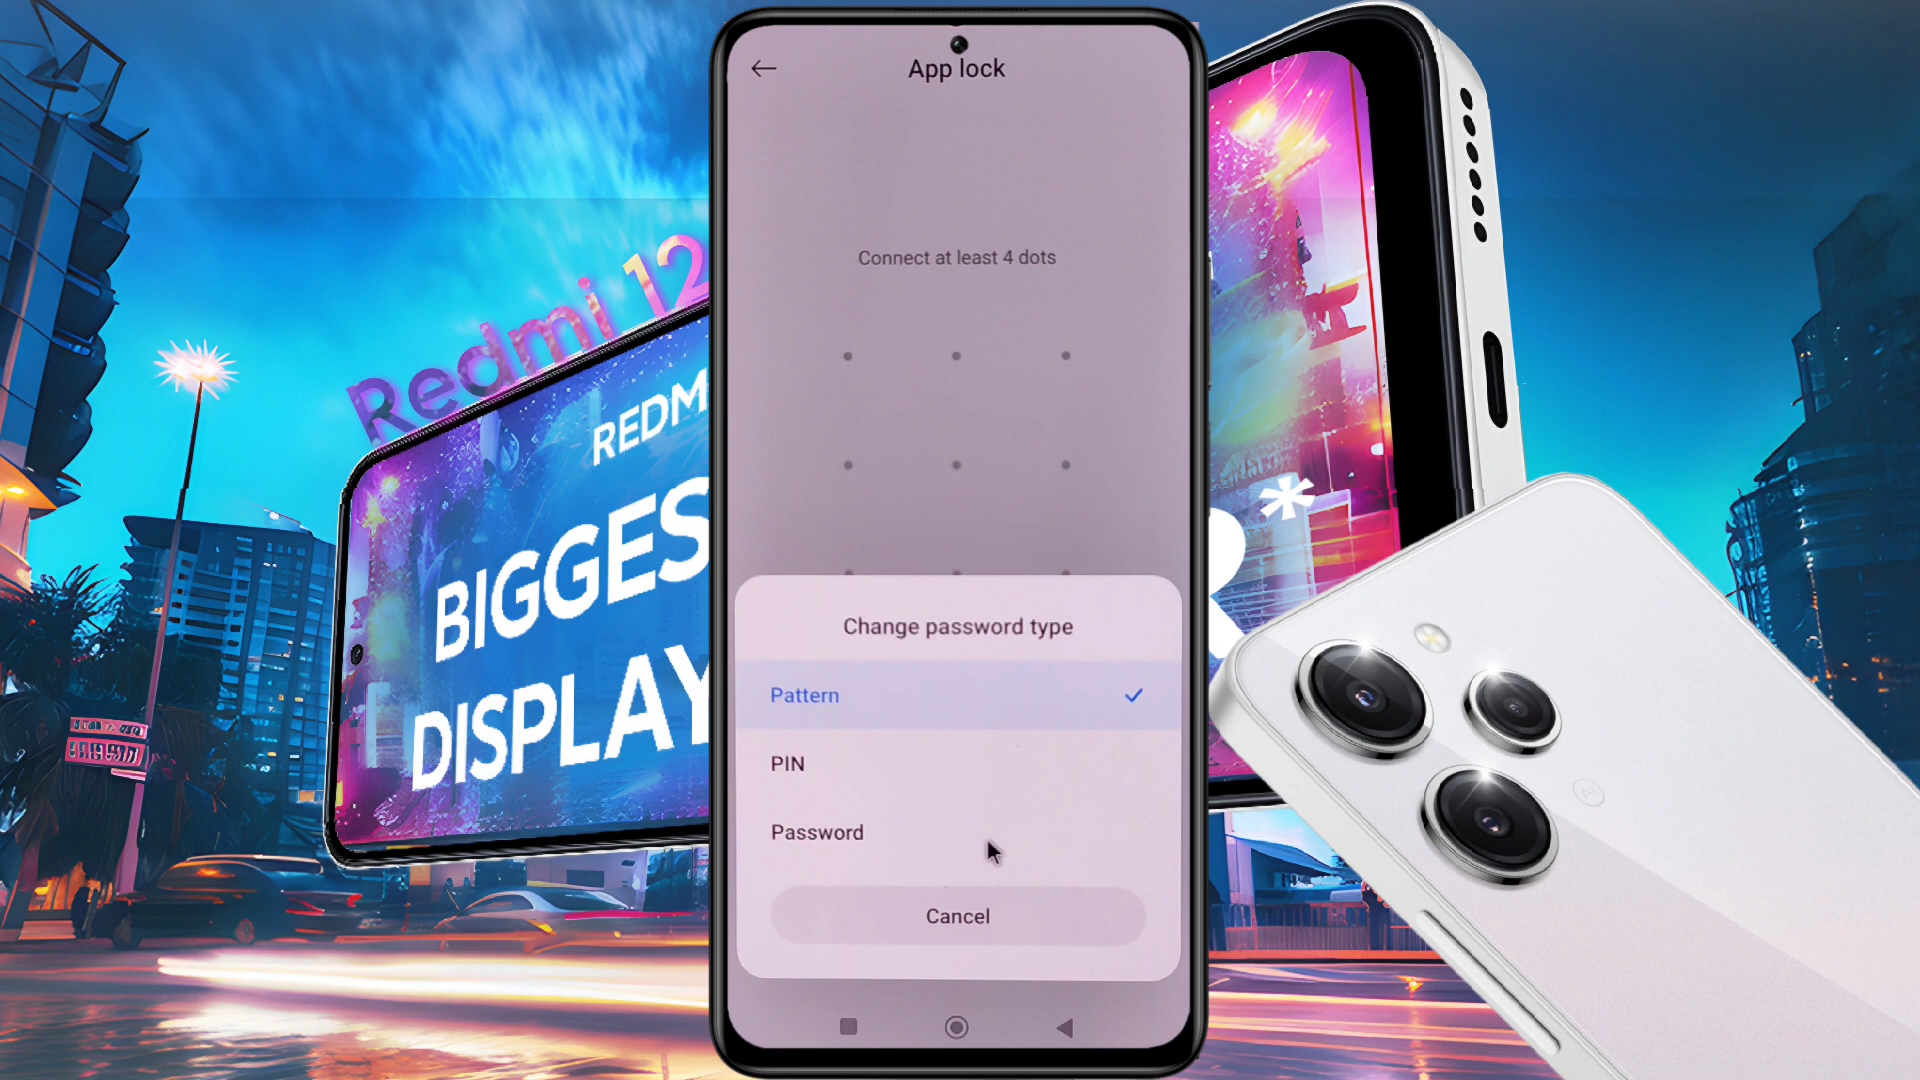 App lock
Connect at least 4 dots
Change password type
Pattern
PIN
Password
Cancel
Redmi 12
REDM
BIGGES
DISPLAY
R*